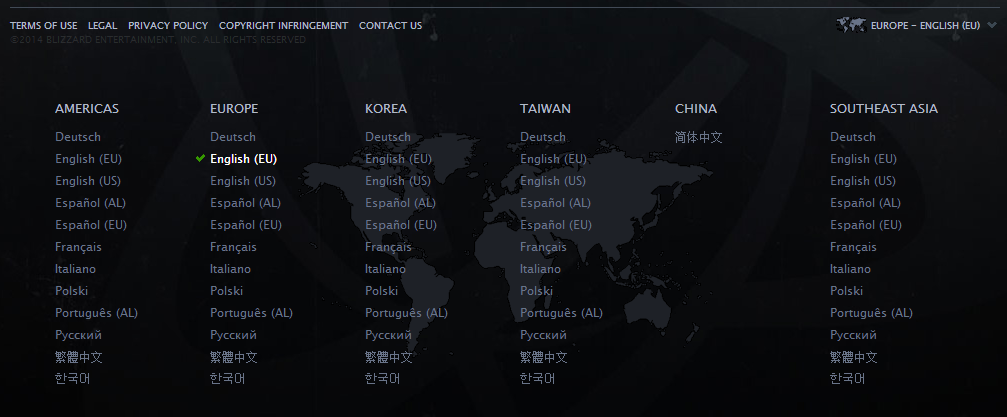 TERMS OF USE LEGAL PRIVACY POLICY COPYRIGHT INFRINGEMENT CONTACT US EUROPE - ENGLISH (EU)
©2014 BLIZZARD ENTERTAINMENT, INC. ALL RIGHTS RESERVED
AMERICAS
Deutsch
English (EU)
English (US)
Español (AL)
Español (EU)
Français
Italiano
Polski
Português (AL)
Русский
繁體中文
한국어
EUROPE
Deutsch
English (EU)
English (US)
Español (AL)
Español (EU)
Français
Italiano
Polski
Português (AL)
Русский
繁體中文
한국어
KOREA
Deutsch
English (EU)
English (US)
Español (AL)
Español (EU)
Français
Italiano
Polski
Português (AL)
Русский
繁體中文
한국어
TAIWAN
Deutsch
English (EU)
English (US)
Español (AL)
Español (EU)
Français
Italiano
Polski
Português (AL)
Русский
繁體中文
한국어
CHINA
简体中文
SOUTHEAST ASIA
Deutsch
English (EU)
English (US)
Español (AL)
Español (EU)
Français
Italiano
Polski
Português (AL)
Русский
繁體中文
한국어